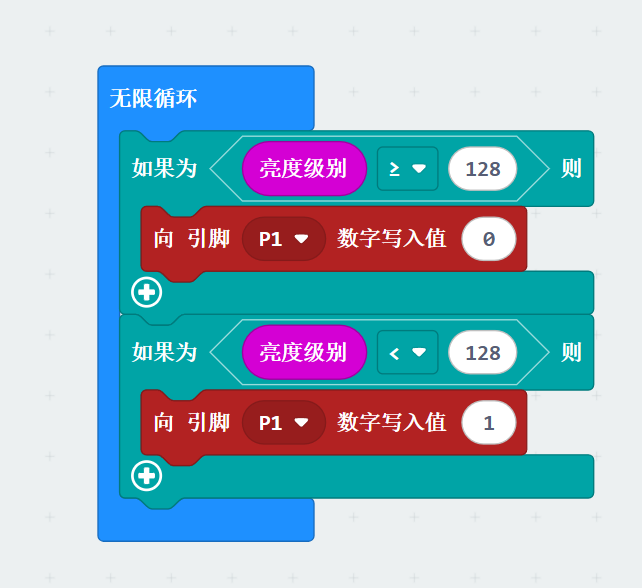 无限循环
如果为 亮度级别 ≥ 128 则
向 引脚 P1 数字写入值 0
如果为 亮度级别 < 128 则
向 引脚 P1 数字写入值 1